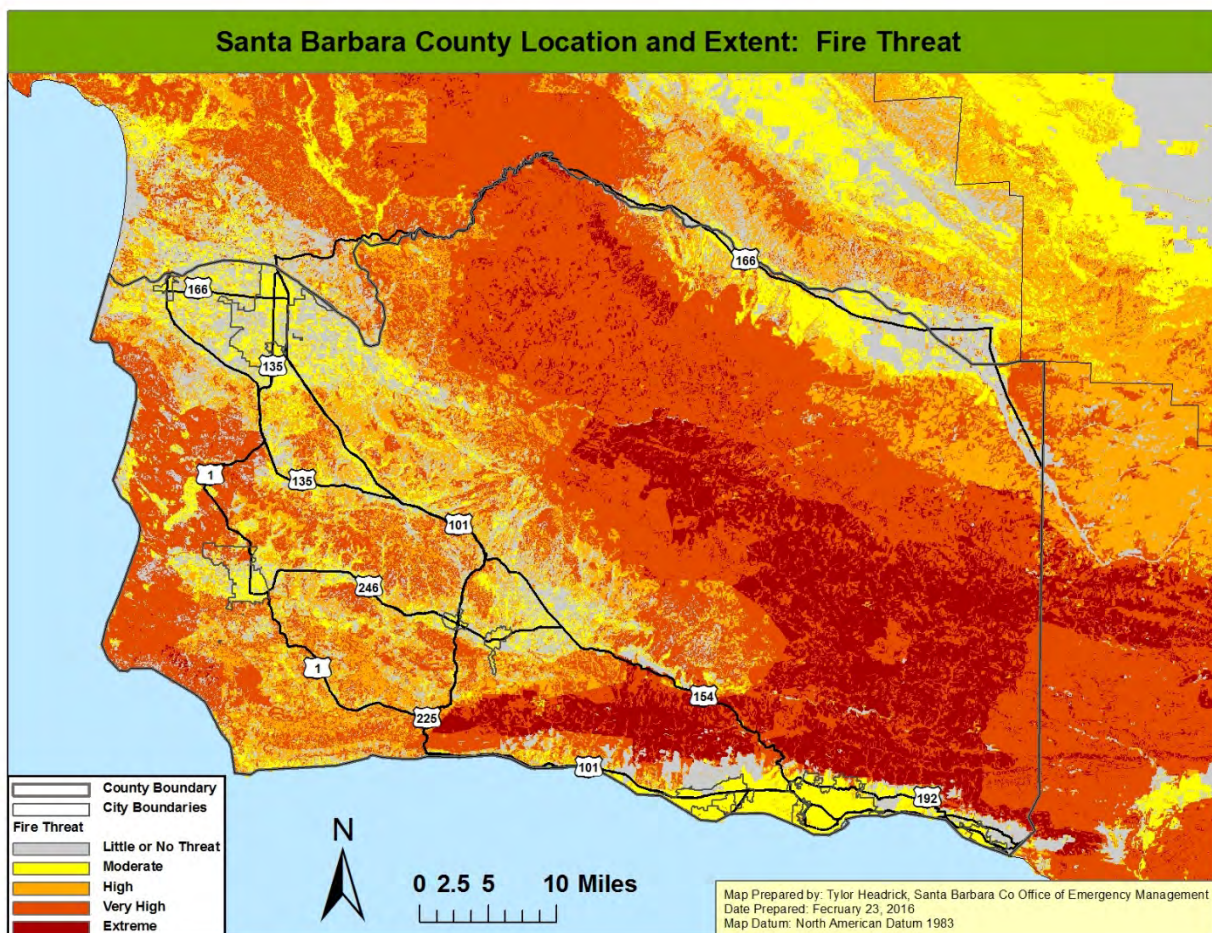 Santa Barbara County Location and Extent: Fire Threat
166
166
135
1
135
101
246
1
225
154
101
192
County Boundary
City Boundaries
Fire Threat
Little or No Threat
Moderate
High
Very High
Extreme
N
0 2.5 5 10 Miles
Map Prepared by: Tylor Headrick, Santa Barbara Co Office of Emergency Management
Date Prepared: Fecruary 23, 2016
Map Datum: North American Datum 1983